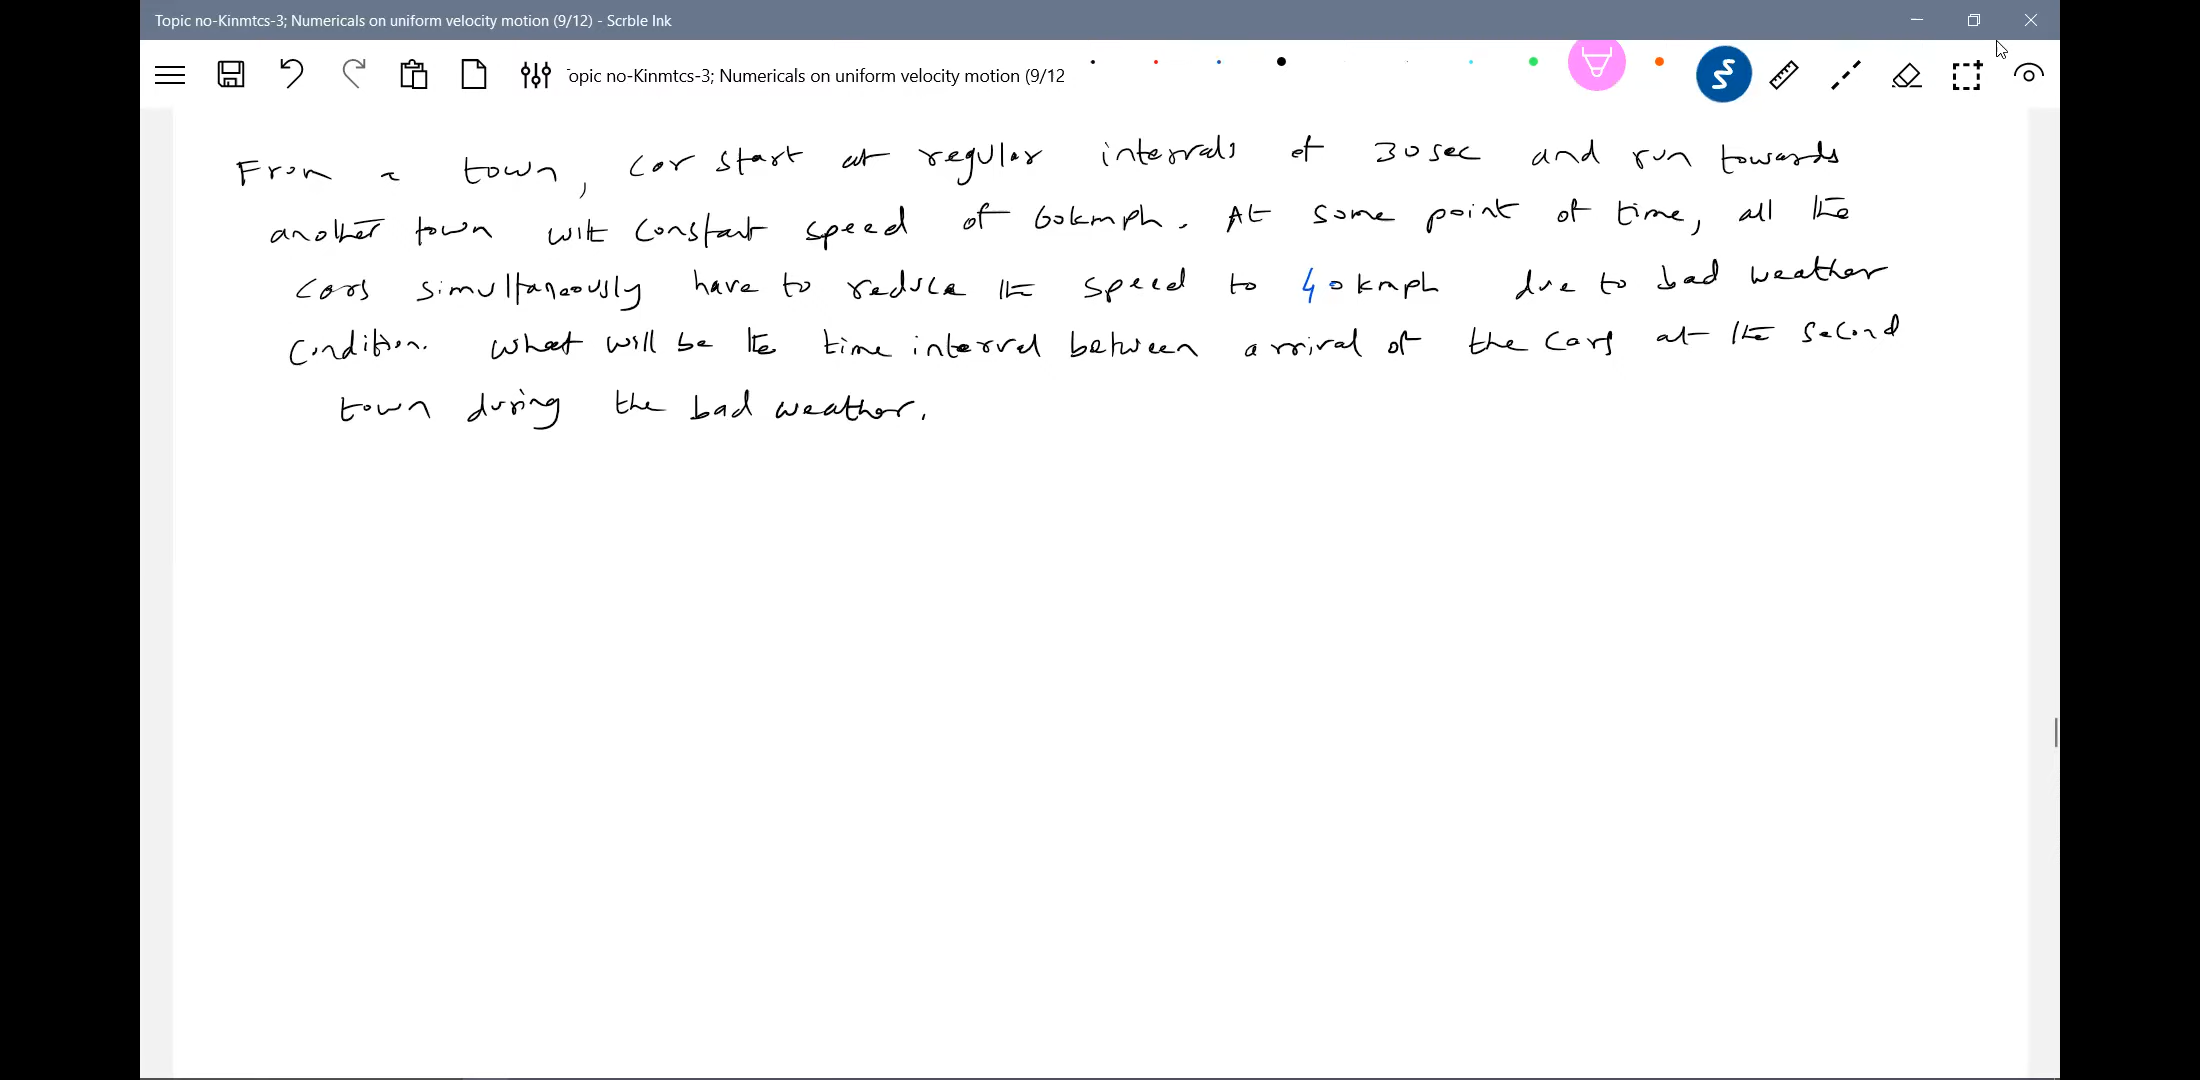 Topic no-Kinmtcs-3; Numericals on uniform velocity motion (9/12) - Scrble Ink
opic no-Kinmtcs-3; Numericals on uniform velocity motion (9/12
From a town, car start at regular intervals of 30sec and run towards
another town with constant speed of 60kmph. At some point of time, all the
cars simultaneously have to reduce the speed to 40kmph due to bad weather
condition. What will be the time interval between arrival of the cars at the second
town during the bad weather.